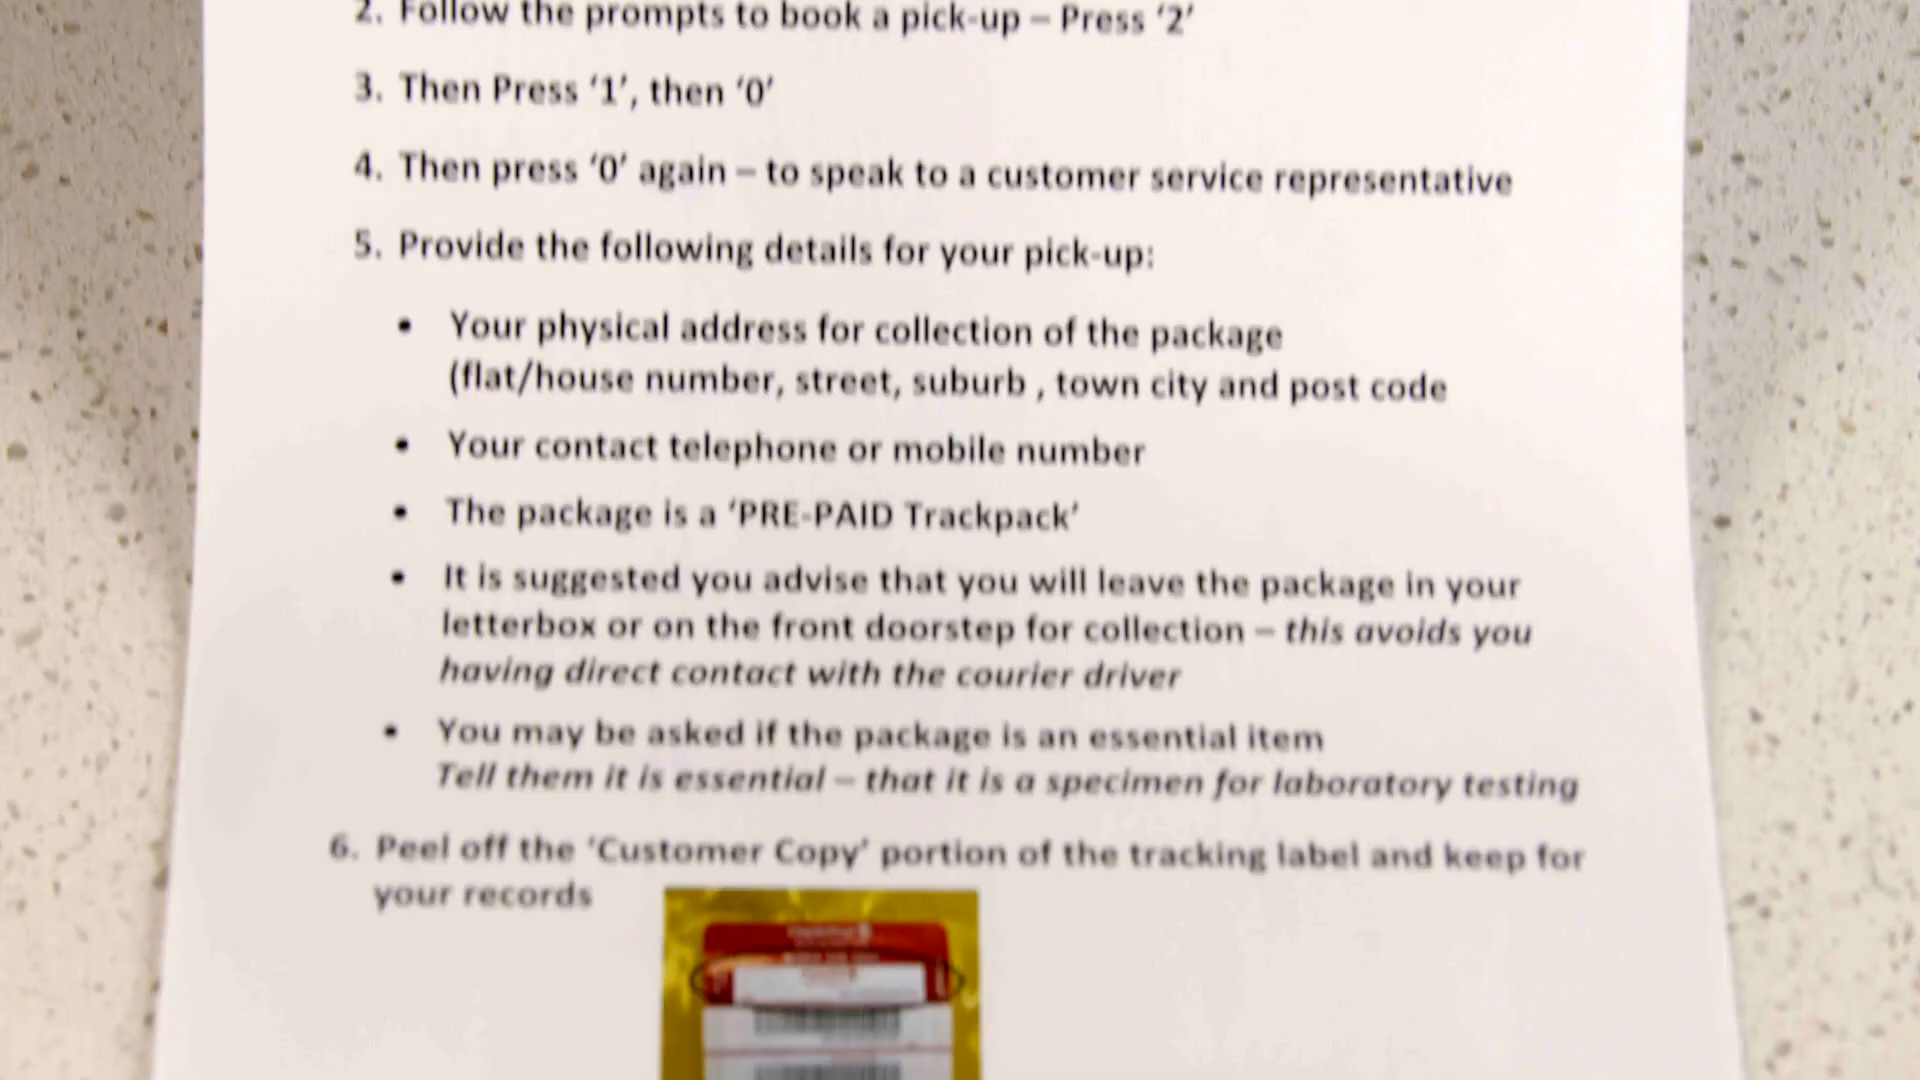 2. Follow the prompts to book a pick-up – Press ‘2’
3. Then Press ‘1’, then ‘0’
4. Then press ‘0’ again – to speak to a customer service representative
5. Provide the following details for your pick-up:
• Your physical address for collection of the package
(flat/house number, street, suburb , town city and post code
• Your contact telephone or mobile number
• The package is a ‘PRE-PAID Trackpack’
• It is suggested you advise that you will leave the package in your
letterbox or on the front doorstep for collection – this avoids you
having direct contact with the courier driver
• You may be asked if the package is an essential item
Tell them it is essential – that it is a specimen for laboratory testing
6. Peel off the ‘Customer Copy’ portion of the tracking label and keep for
your records